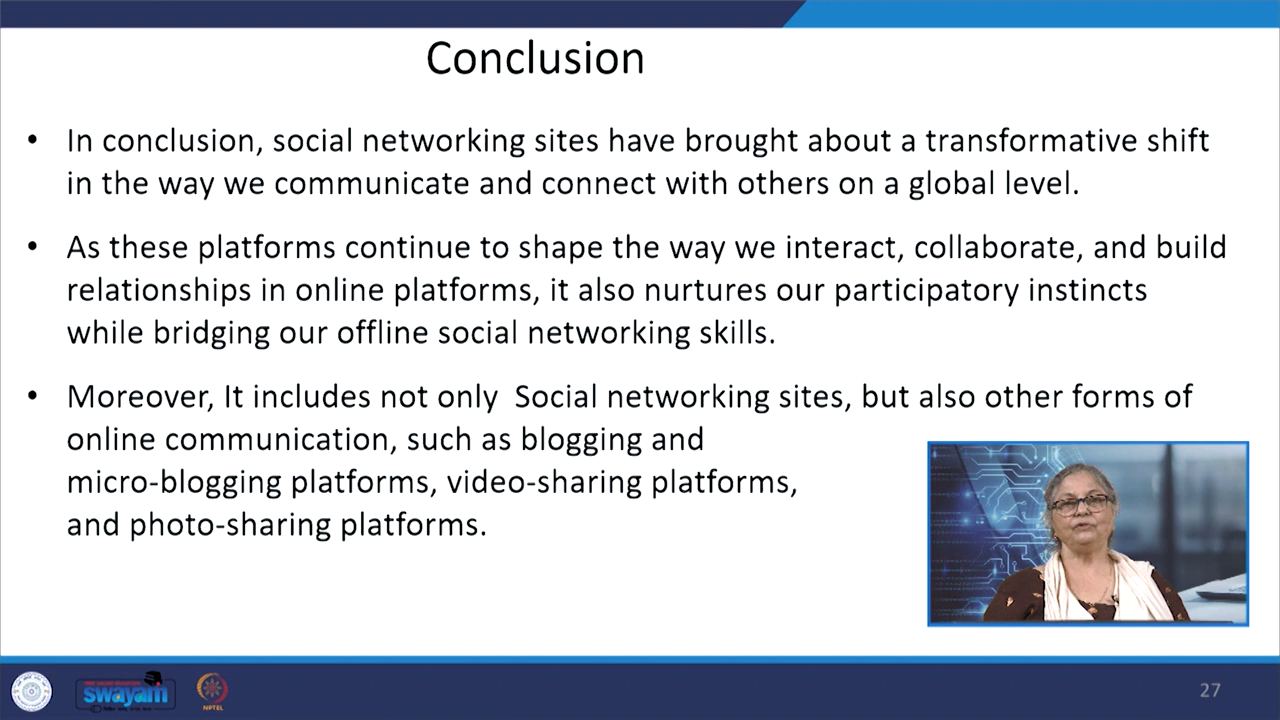 Conclusion
• In conclusion, social networking sites have brought about a transformative shift
in the way we communicate and connect with others on a global level.
• As these platforms continue to shape the way we interact, collaborate, and build
relationships in online platforms, it also nurtures our participatory instincts
while bridging our offline social networking skills.
• Moreover, It includes not only  Social networking sites, but also other forms of
online communication, such as blogging and
micro-blogging platforms, video-sharing platforms,
and photo-sharing platforms.
swayam
NPTEL
27